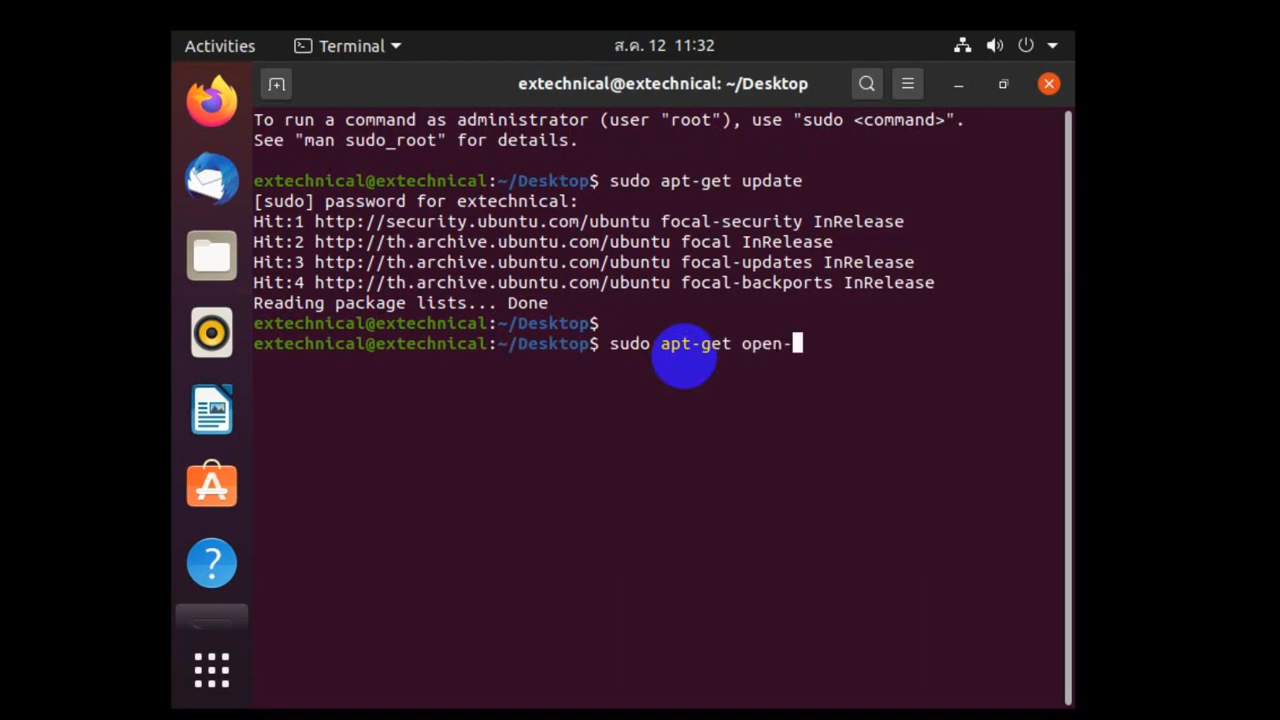 Activities Terminal ส.ค. 12 11:32
extechnical@extechnical: ~/Desktop
To run a command as administrator (user "root"), use "sudo <command>".
See "man sudo_root" for details.
extechnical@extechnical:~/Desktop$ sudo apt-get update
[sudo] password for extechnical:
Hit:1 http://security.ubuntu.com/ubuntu focal-security InRelease
Hit:2 http://th.archive.ubuntu.com/ubuntu focal InRelease
Hit:3 http://th.archive.ubuntu.com/ubuntu focal-updates InRelease
Hit:4 http://th.archive.ubuntu.com/ubuntu focal-backports InRelease
Reading package lists... Done
extechnical@extechnical:~/Desktop$
extechnical@extechnical:~/Desktop$ sudo apt-get open-